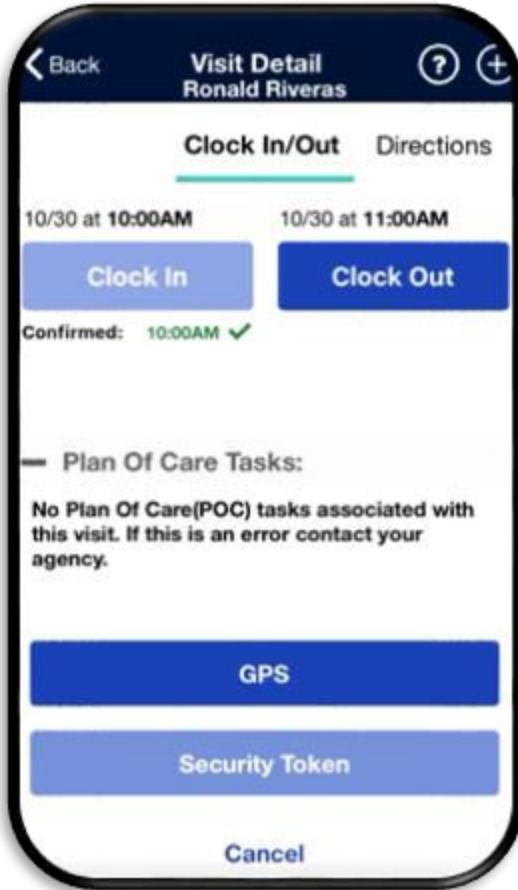 Back
Visit Detail
Ronald Riveras
?
Clock In/Out
Directions
10/30 at 10:00AM
10/30 at 11:00AM
Clock In
Clock Out
Confirmed: 10:00AM ✓
— Plan Of Care Tasks:
No Plan Of Care(POC) tasks associated with
this visit. If this is an error contact your
agency.
GPS
Security Token
Cancel